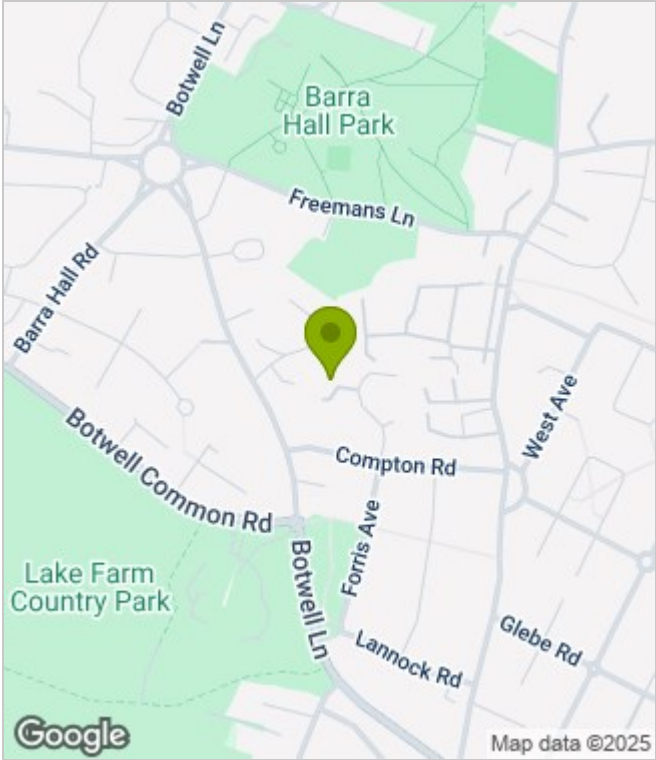 Botwell Ln
Barra
Hall Park
Freemans Ln
Barra Hall Rd
West Ave
Botwell Common Rd
Compton Rd
Forris Ave
Botwell Ln
Lake Farm
Country Park
Glebe Rd
Lannock Rd
Google
Map data ©2025